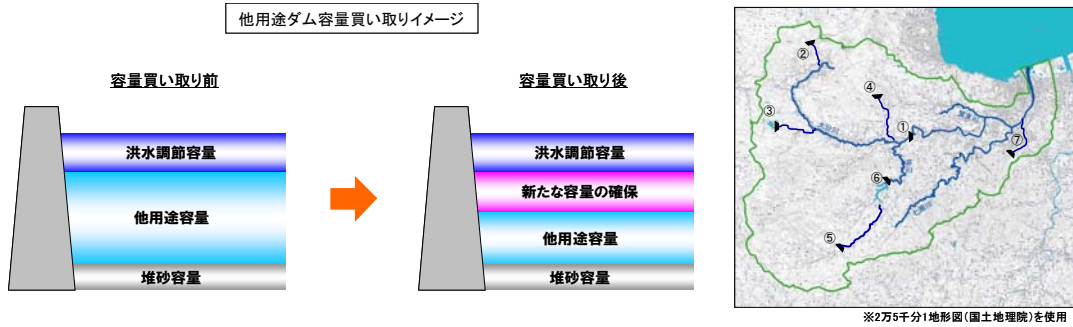 他用途ダム容量買い取りイメージ
容量買い取り前
洪水調節容量
他用途容量
堆砂容量
容量買い取り後
洪水調節容量
新たな容量の確保
他用途容量
堆砂容量
②
④
③
①
⑦
⑥
⑤
※2万5千分1地形図(国土地理院)を使用